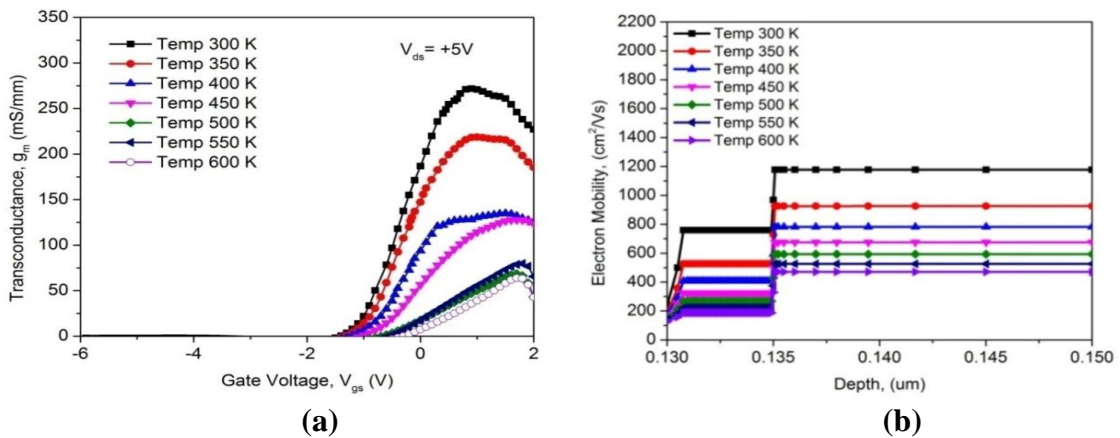 350
300
250
200
150
100
50
0
Transconductance, g_m (mS/mm)
Temp 300 K
Temp 350 K
Temp 400 K
Temp 450 K
Temp 500 K
Temp 550 K
Temp 600 K
V_ds= +5V
-6 -4 -2 0 2
Gate Voltage, V_gs (V)
(a)
2200
2000
1800
1600
1400
1200
1000
800
600
400
200
0
Electron Mobility, (cm²/Vs)
Temp 300 K
Temp 350 K
Temp 400 K
Temp 450 K
Temp 500 K
Temp 550 K
Temp 600 K
0.130 0.135 0.140 0.145 0.150
Depth, (um)
(b)